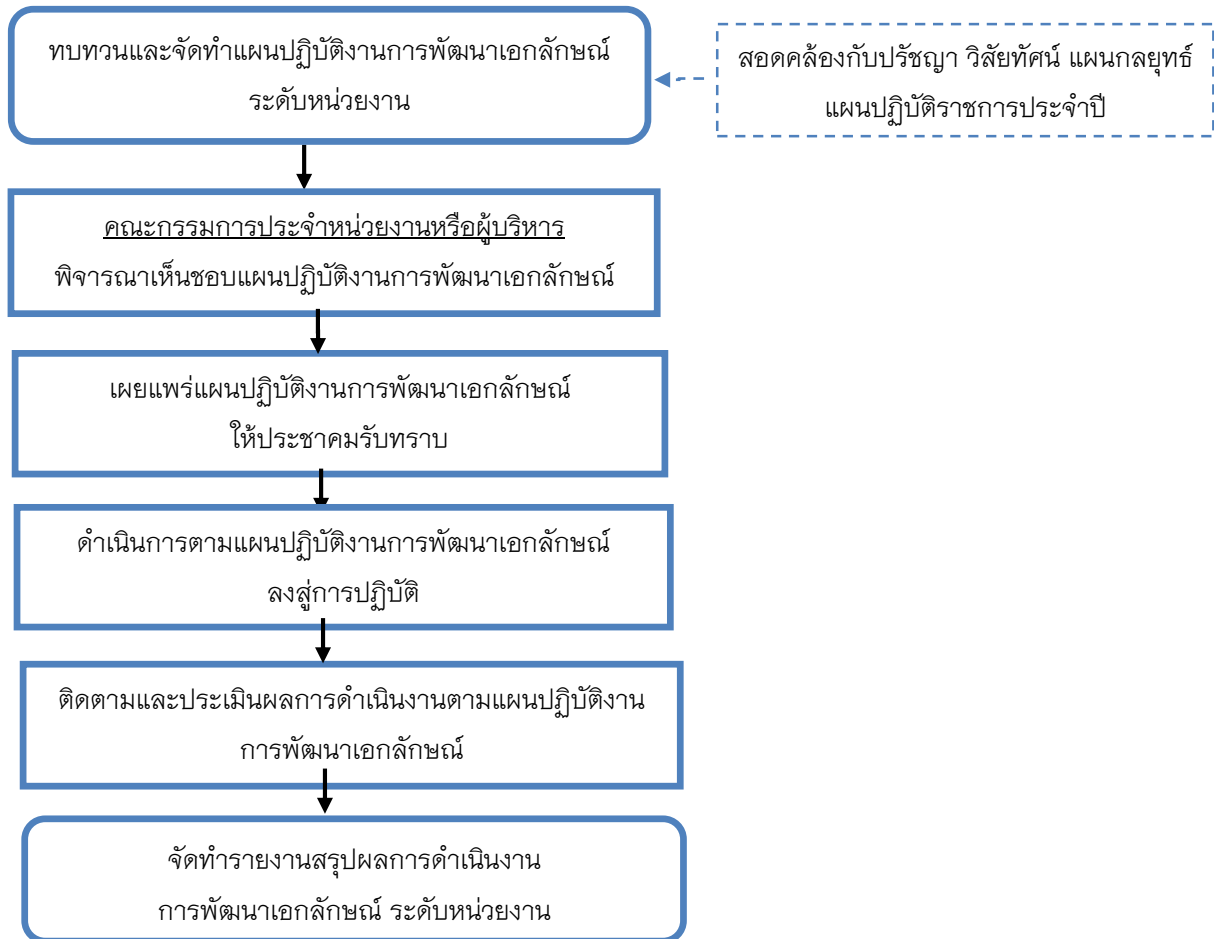 ทบทวนและจัดทำแผนปฏิบัติงานการพัฒนาเอกลักษณ์
ระดับหน่วยงาน
สอดคล้องกับปรัชญา วิสัยทัศน์ แผนกลยุทธ์
แผนปฏิบัติราชการประจำปี
คณะกรรมการประจำหน่วยงานหรือผู้บริหาร
พิจารณาเห็นชอบแผนปฏิบัติงานการพัฒนาเอกลักษณ์
เผยแพร่แผนปฏิบัติงานการพัฒนาเอกลักษณ์
ให้ประชาคมรับทราบ
ดำเนินการตามแผนปฏิบัติงานการพัฒนาเอกลักษณ์
ลงสู่การปฏิบัติ
ติดตามและประเมินผลการดำเนินงานตามแผนปฏิบัติงาน
การพัฒนาเอกลักษณ์
จัดทำรายงานสรุปผลการดำเนินงาน
การพัฒนาเอกลักษณ์ ระดับหน่วยงาน